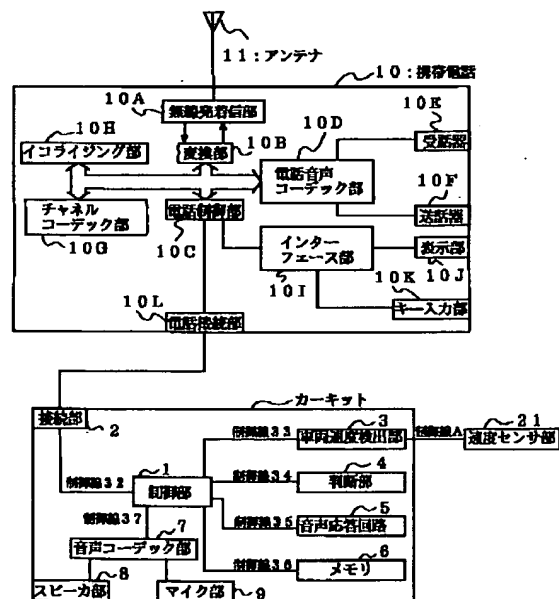 11：アンテナ
10：携帯電話
10A
無線発着信部
10H
イコライジング部
10B
変換部
10D
電話音声
コーデック部
10E
受話器
10F
送話器
チャネル
コーデック部
10G
電話制御部
10C
インター
フェース部
10I
表示部
10J
10K
キー入力部
10L
電話接続部
カーキット
接続部
2
制御線32
1
制御部
制御線33
3
車両速度検出部
制御線A
21
速度センサ部
制御線34
4
判断部
制御線35
5
音声応答回路
制御線36
6
メモリ
制御線37
7
音声コーデック部
8
スピーカ部
9
マイク部